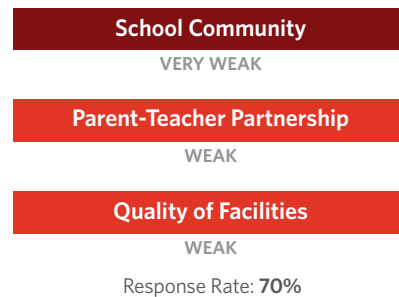 School Community
VERY WEAK
Parent-Teacher Partnership
WEAK
Quality of Facilities
WEAK
Response Rate: 70%